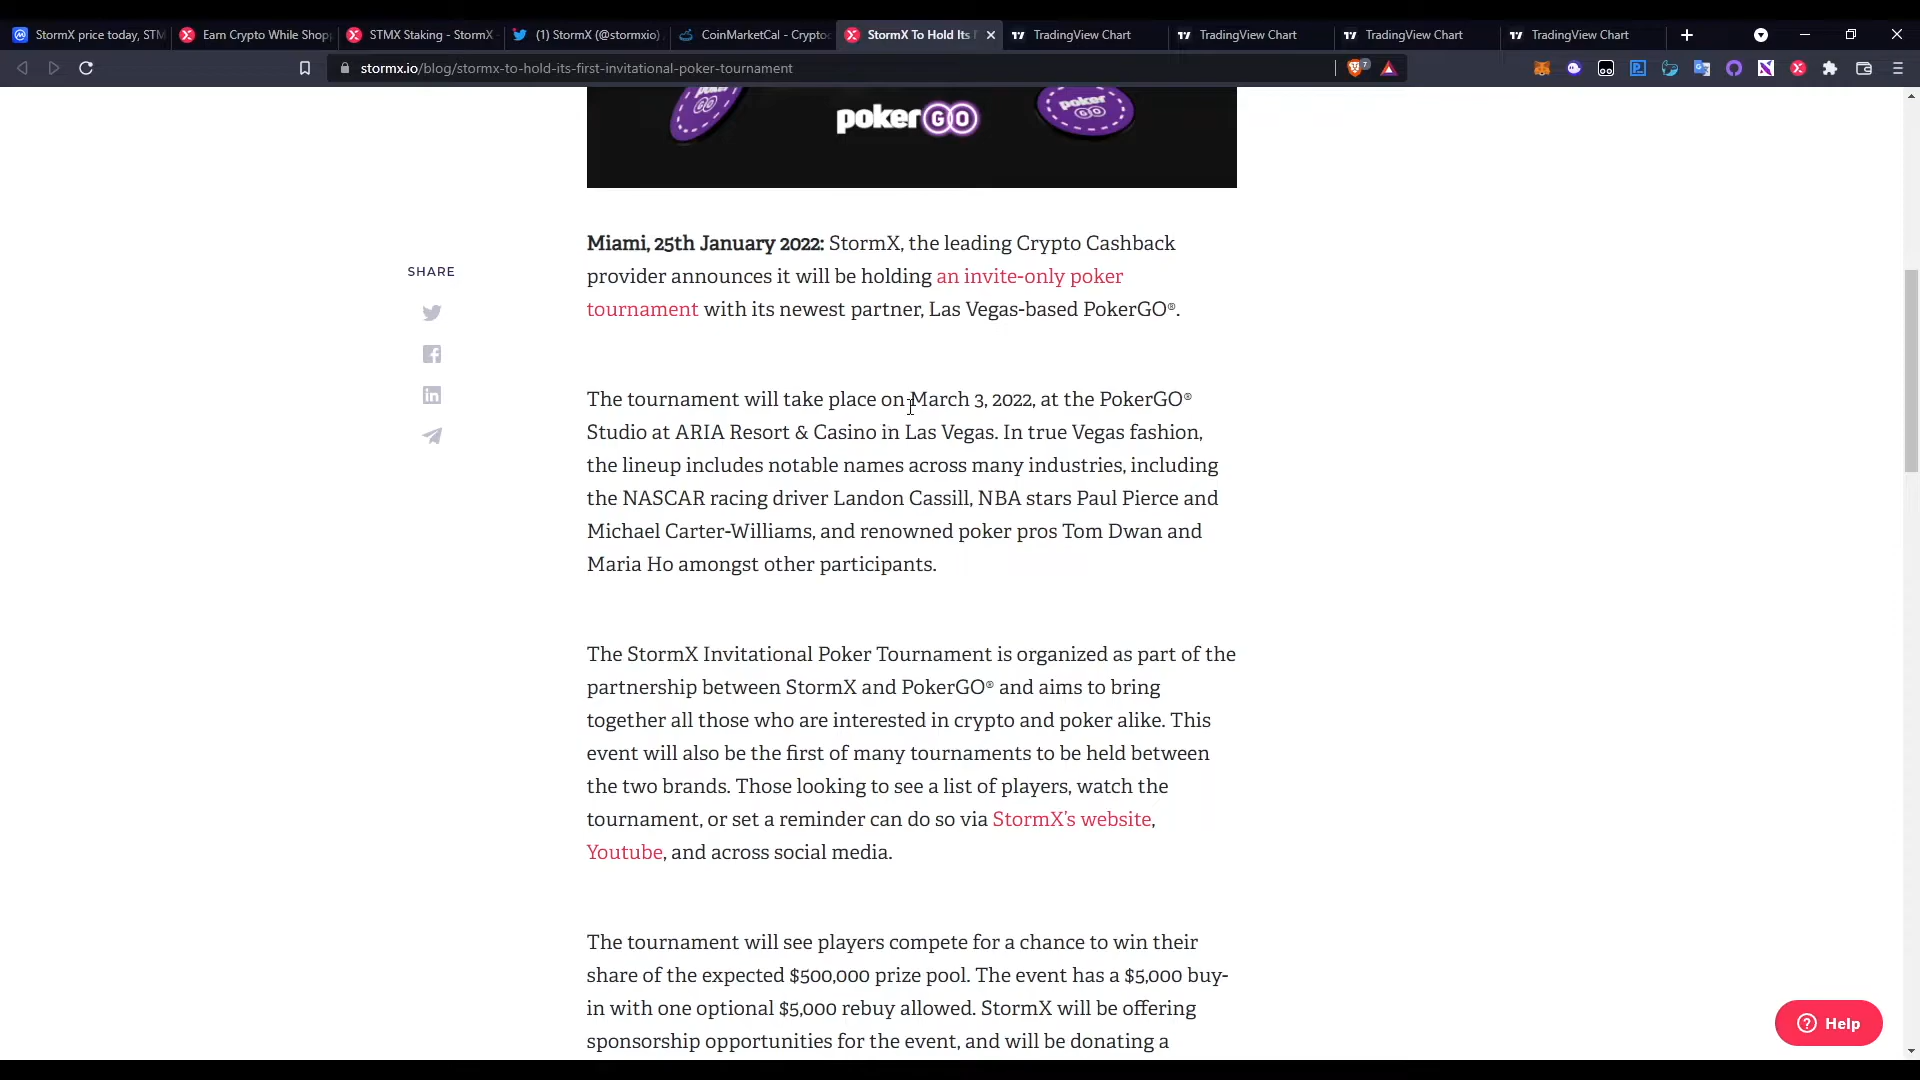 StormX price today, STM
Earn Crypto While Shopp
STMX Staking - StormX
(1) StormX (@stormxio)
CoinMarketCal - Cryptoc
StormX To Hold Its
TradingView Chart
TradingView Chart
TradingView Chart
TradingView Chart
stormx.io/blog/stormx-to-hold-its-first-invitational-poker-tournament
7
poker GO
pokerGO
poker GO
Miami, 25th January 2022: StormX, the leading Crypto Cashback
provider announces it will be holding an invite-only poker
tournament with its newest partner, Las Vegas-based PokerGO®.
SHARE
The tournament will take place on March 3, 2022, at the PokerGO®
Studio at ARIA Resort & Casino in Las Vegas. In true Vegas fashion,
the lineup includes notable names across many industries, including
the NASCAR racing driver Landon Cassill, NBA stars Paul Pierce and
Michael Carter-Williams, and renowned poker pros Tom Dwan and
Maria Ho amongst other participants.
The StormX Invitational Poker Tournament is organized as part of the
partnership between StormX and PokerGO® and aims to bring
together all those who are interested in crypto and poker alike. This
event will also be the first of many tournaments to be held between
the two brands. Those looking to see a list of players, watch the
tournament, or set a reminder can do so via StormX's website,
Youtube, and across social media.
The tournament will see players compete for a chance to win their
share of the expected $500,000 prize pool. The event has a $5,000 buy-
in with one optional $5,000 rebuy allowed. StormX will be offering
sponsorship opportunities for the event, and will be donating a
Help